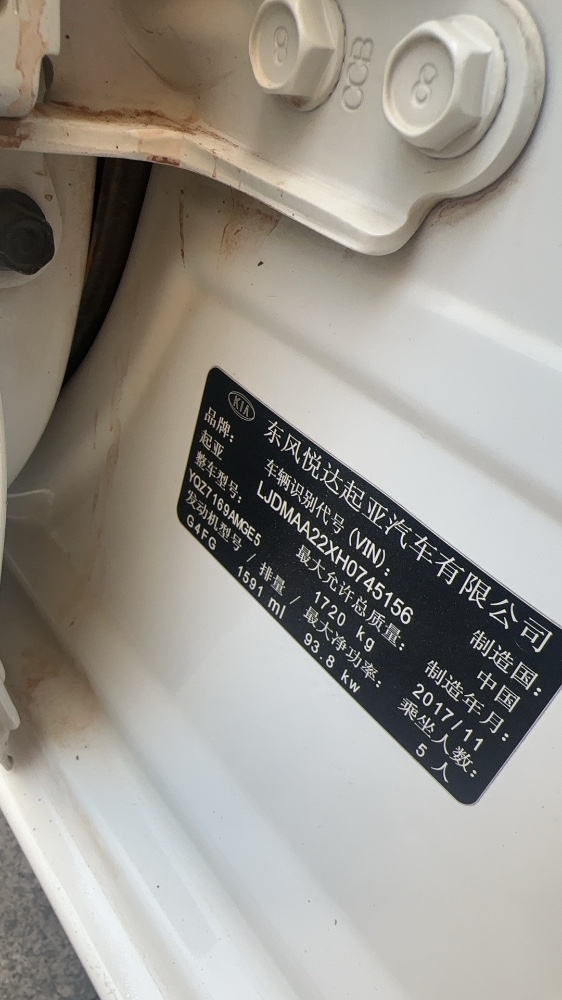 8
CCB
8
KIA 东风悦达起亚汽车有限公司
品牌: 车辆识别代号(VIN): 制造国:
起亚 LJDMAA22XH0745156 中国
整车型号: 最大允许总质量: 制造年月:
YQZ7169AMGE5 1720 kg 2017/11
发动机型号 / 排量 / 最大净功率: 乘坐人数:
G4FG 1591 ml 93.8 kw 5 人